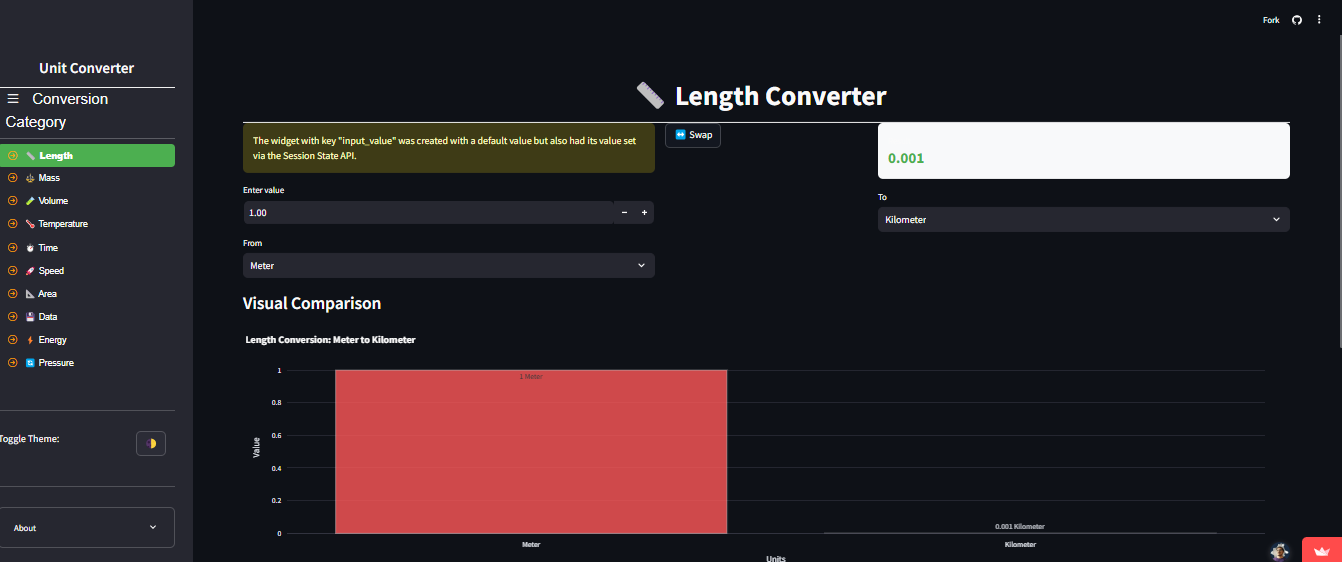 Fork
Unit Converter
Conversion
Category
Length
Mass
Volume
Temperature
Time
Speed
Area
Data
Energy
Pressure
Toggle Theme:
About
Length Converter
The widget with key "input_value" was created with a default value but also had its value set
via the Session State API.
Swap
0.001
Enter value
1.00
To
Kilometer
From
Meter
Visual Comparison
Length Conversion: Meter to Kilometer
1
0.8
0.6
0.4
0.2
0
Value
1 Meter
0.001 Kilometer
Meter
Kilometer
Units